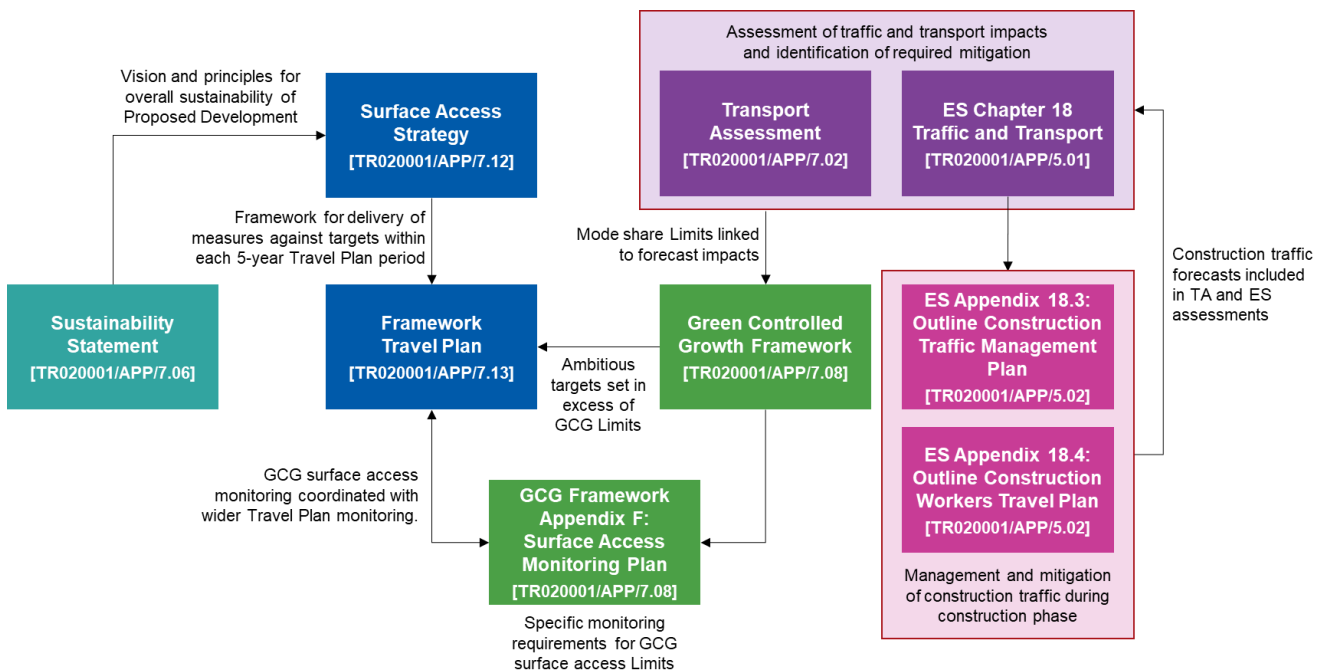 Assessment of traffic and transport impacts
and identification of required mitigation
Vision and principles for
overall sustainability of
Proposed Development
Surface Access
Strategy
[TR020001/APP/7.12]
Transport
Assessment
[TR020001/APP/7.02]
ES Chapter 18
Traffic and Transport
[TR020001/APP/5.01]
Framework for delivery of
measures against targets within
each 5-year Travel Plan period
Mode share Limits linked
to forecast impacts
Construction traffic
forecasts included
in TA and ES
assessments
Sustainability
Statement
[TR020001/APP/7.06]
Framework
Travel Plan
[TR020001/APP/7.13]
Ambitious
targets set in
excess of
GCG Limits
Green Controlled
Growth Framework
[TR020001/APP/7.08]
ES Appendix 18.3:
Outline Construction
Traffic Management
Plan
[TR020001/APP/5.02]
GCG surface access
monitoring coordinated with
wider Travel Plan monitoring.
GCG Framework
Appendix F:
Surface Access
Monitoring Plan
[TR020001/APP/7.08]
Specific monitoring
requirements for GCG
surface access Limits
ES Appendix 18.4:
Outline Construction
Workers Travel Plan
[TR020001/APP/5.02]
Management and mitigation
of construction traffic during
construction phase